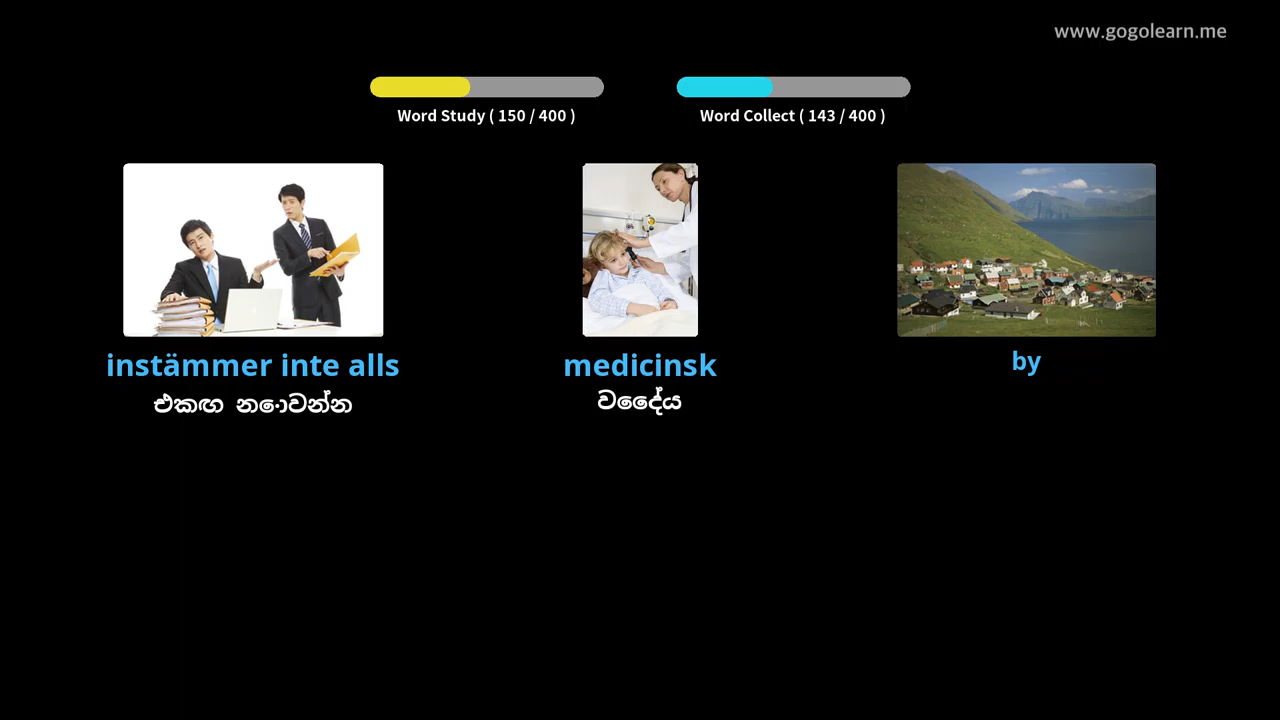 www.gogolearn.me
Word Study ( 150 / 400 )
Word Collect ( 143 / 400 )
instämmer inte alls
එකඟ නොවන්න
medicinsk
වෛද්‍ය
by